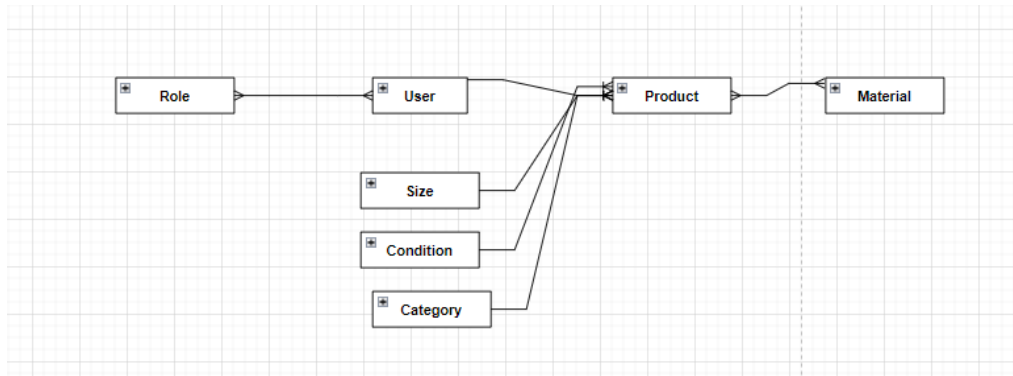 Role
User
Product
Material
Size
Condition
Category